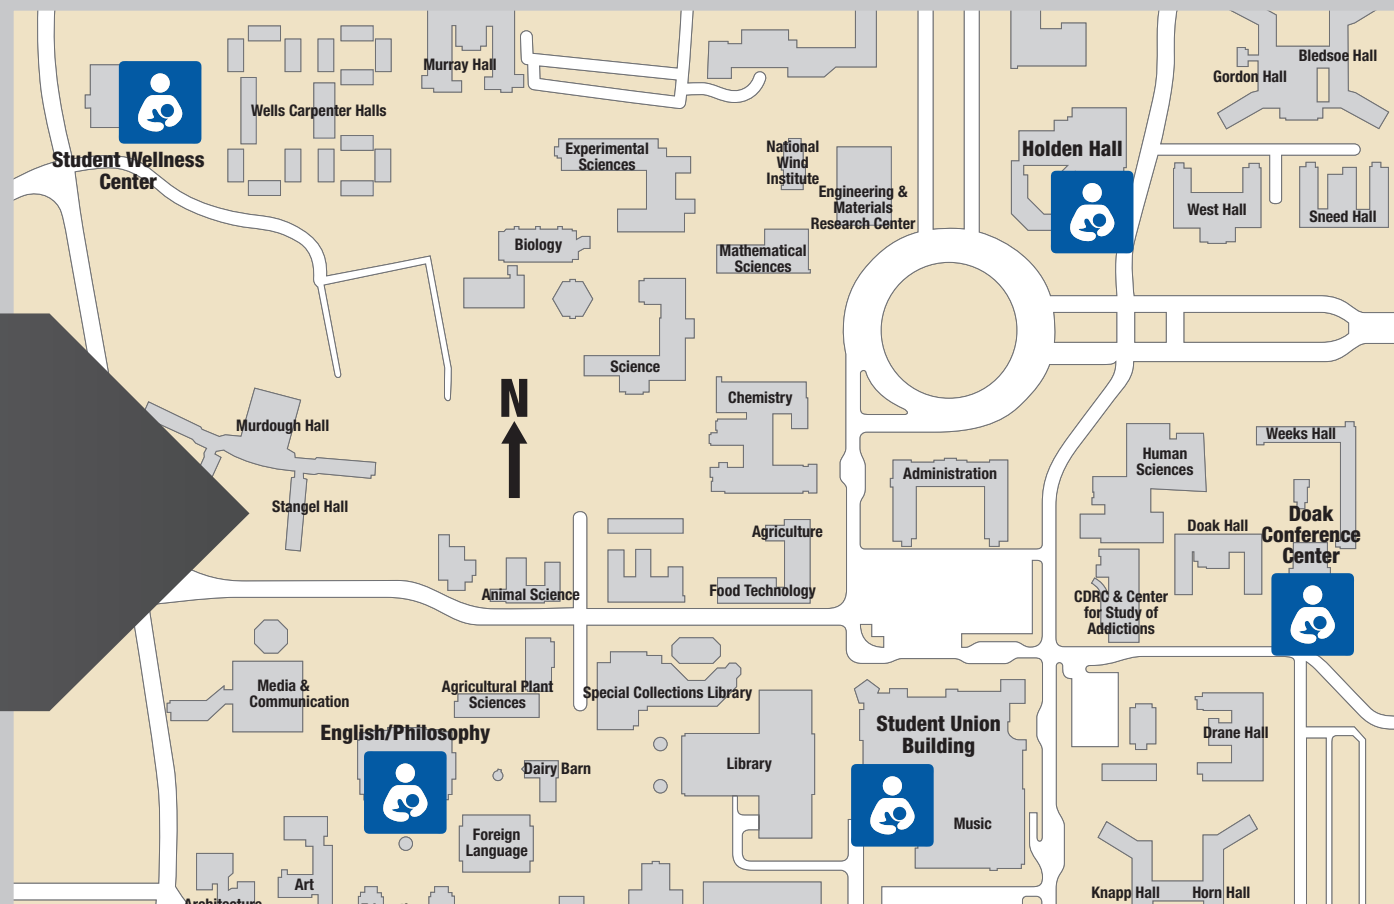 Murray Hall
Bledsoe Hall
Gordon Hall
Wells Carpenter Halls
Student Wellness
Center
Experimental
Sciences
National
Wind
Institute
Engineering &
Materials
Research Center
Holden Hall
West Hall
Sneed Hall
Biology
Mathematical
Sciences
Science
N
Chemistry
Murdough Hall
Stangel Hall
Administration
Human
Sciences
Weeks Hall
Doak
Conference
Center
Doak Hall
Agriculture
Food Technology
Animal Science
CDRC & Center
for Study of
Addictions
Media &
Communication
Agricultural Plant
Sciences
Special Collections Library
English/Philosophy
Student Union
Building
Drane Hall
Dairy Barn
Library
Music
Foreign
Language
Art
Architecture
Knapp Hall
Horn Hall